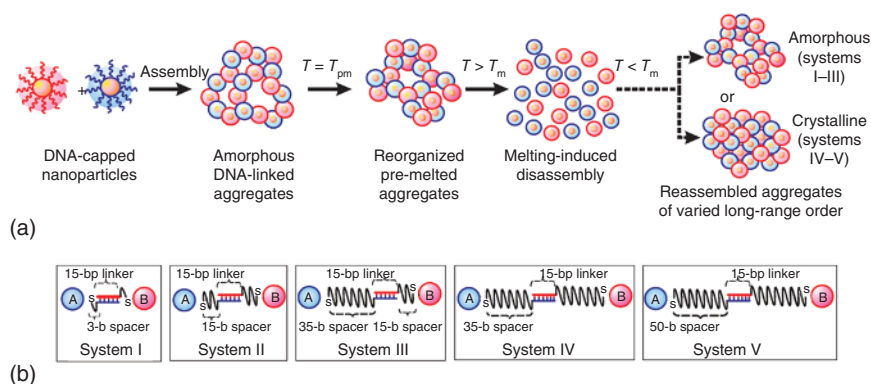 Assembly
+
T = Tpm
T > Tm
T < Tm
Amorphous
(systems
I–III)
or
Crystalline
(systems
IV–V)
DNA-capped
nanoparticles
Amorphous
DNA-linked
aggregates
Reorganized
pre-melted
aggregates
Melting-induced
disassembly
Reassembled aggregates
of varied long-range order
(a)
15-bp linker
A
s
s
B
3-b spacer
System I
15-bp linker
A
s
s
B
15-b spacer
System II
15-bp linker
A
s
s
B
35-b spacer
15-b spacer
System III
15-bp linker
A
s
s
B
35-b spacer
System IV
15-bp linker
A
s
s
B
50-b spacer
System V
(b)